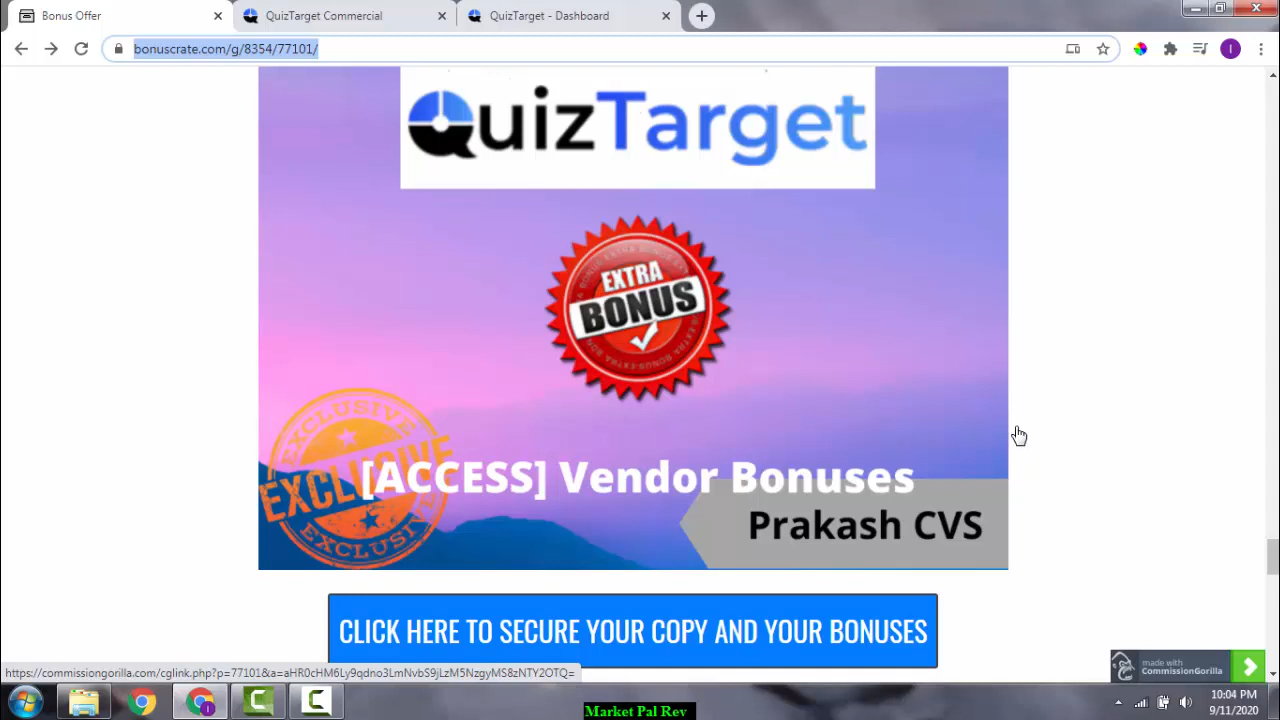 Bonus Offer
QuizTarget Commercial
QuizTarget - Dashboard
bonuscrate.com/g/8354/77101/
I
QuizTarget
EXTRA
BONUS
EXCLUSIVE
EXCLUSIVE
EXCLUSIVE
[ACCESS] Vendor Bonuses
Prakash CVS
CLICK HERE TO SECURE YOUR COPY AND YOUR BONUSES
https://commissiongorilla.com/cglink.php?p=77101&a=aHR0cHM6Ly9qdno3LmNvbS9jLzM5NzgyMS8zNTY2OTQ=
made with
CommissionGorilla
10:04 PM
9/11/2020
Market Pal Rev